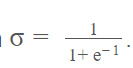 σ = 1 / (1 + e⁻¹).